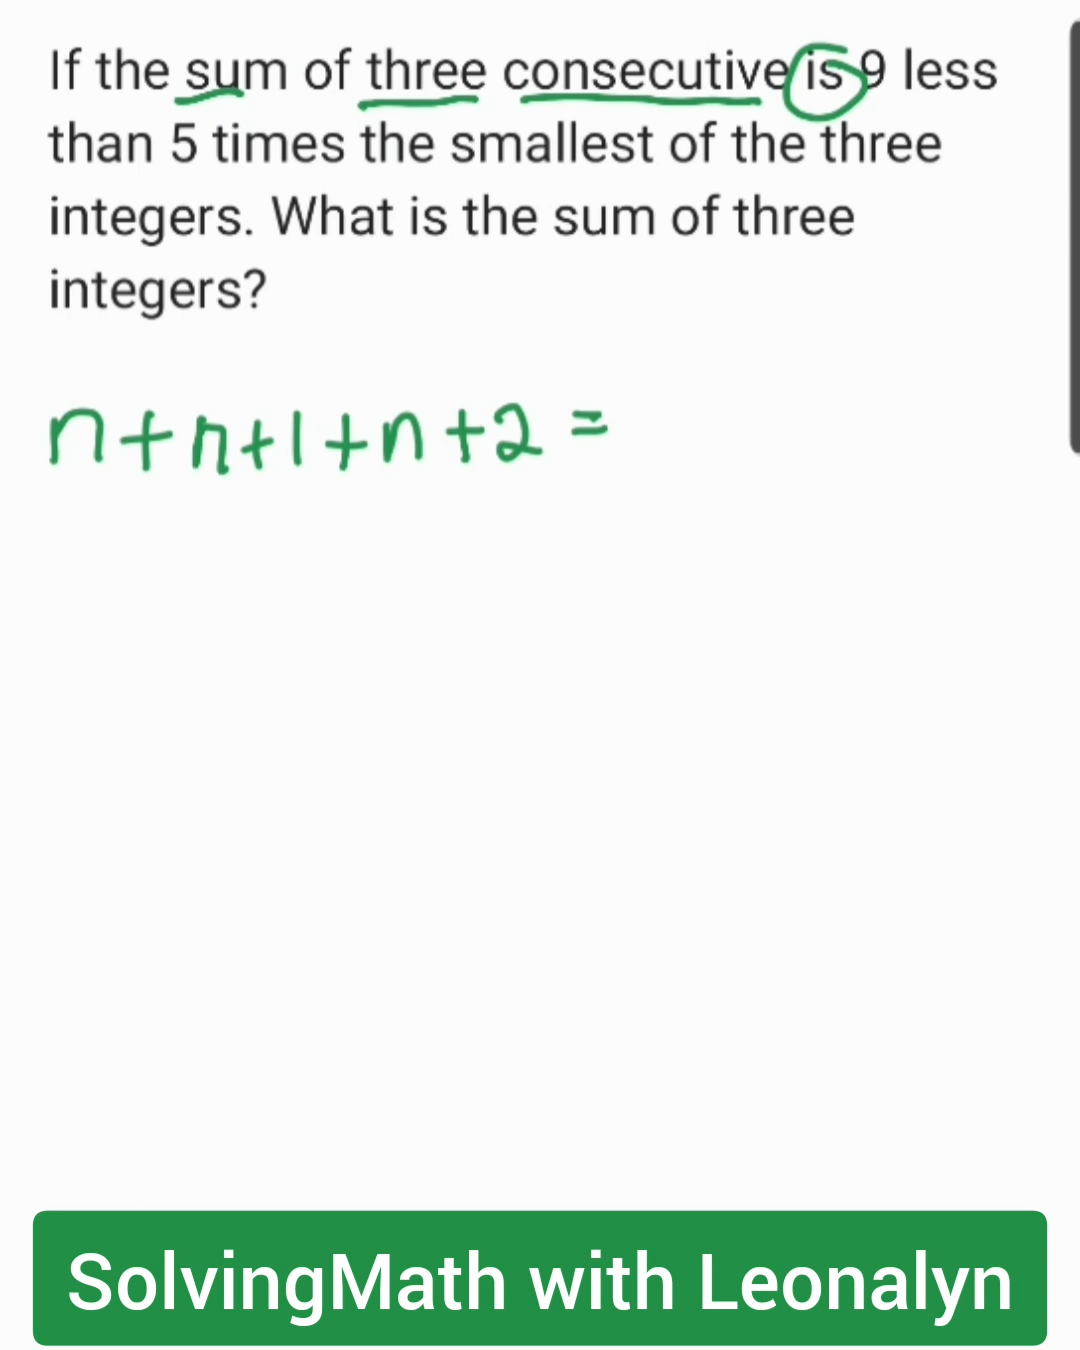 If the sum of three consecutive is 9 less
than 5 times the smallest of the three
integers. What is the sum of three
integers?
n+n+1+n+2=
SolvingMath with Leonalyn